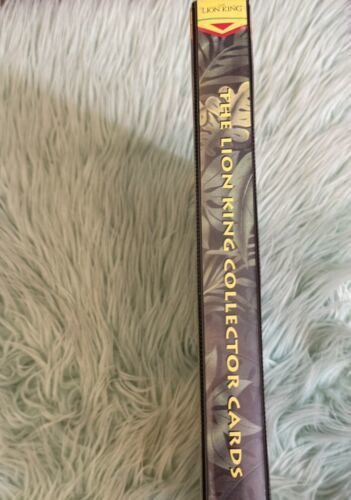 THE LION KING
THE LION KING COLLECTOR CARDS